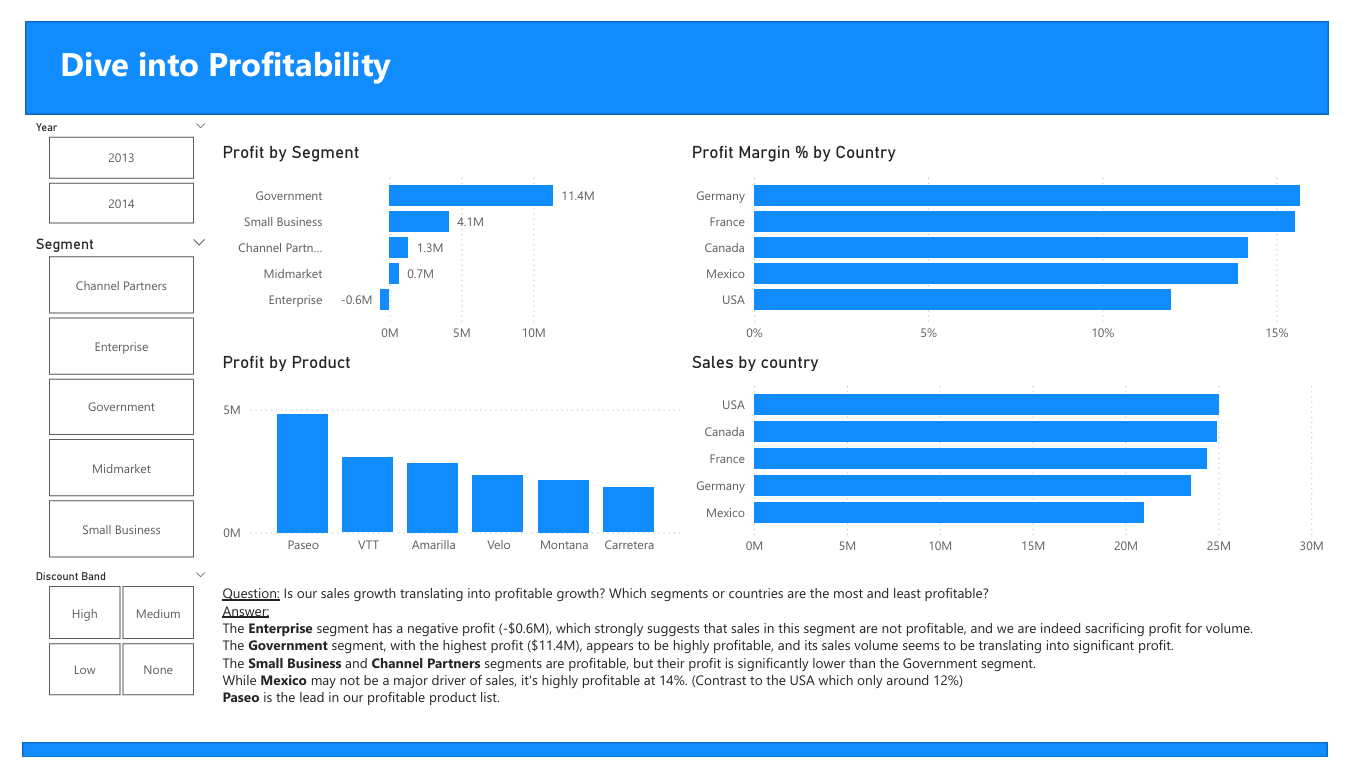 Dive into Profitability
Year
2013
2014
Segment
Channel Partners
Enterprise
Government
Midmarket
Small Business
Discount Band
High
Medium
Low
None
Profit by Segment
Government
11.4M
Small Business
4.1M
Channel Partn...
1.3M
Midmarket
0.7M
Enterprise
-0.6M
0M 5M 10M
Profit Margin % by Country
Germany
France
Canada
Mexico
USA
0% 5% 10% 15%
Profit by Product
5M
0M
Paseo VTT Amarilla Velo Montana Carretera
Sales by country
USA
Canada
France
Germany
Mexico
0M 5M 10M 15M 20M 25M 30M
Question: Is our sales growth translating into profitable growth? Which segments or countries are the most and least profitable?
Answer:
The Enterprise segment has a negative profit (-$0.6M), which strongly suggests that sales in this segment are not profitable, and we are indeed sacrificing profit for volume.
The Government segment, with the highest profit ($11.4M), appears to be highly profitable, and its sales volume seems to be translating into significant profit.
The Small Business and Channel Partners segments are profitable, but their profit is significantly lower than the Government segment.
While Mexico may not be a major driver of sales, it's highly profitable at 14%. (Contrast to the USA which only around 12%)
Paseo is the lead in our profitable product list.